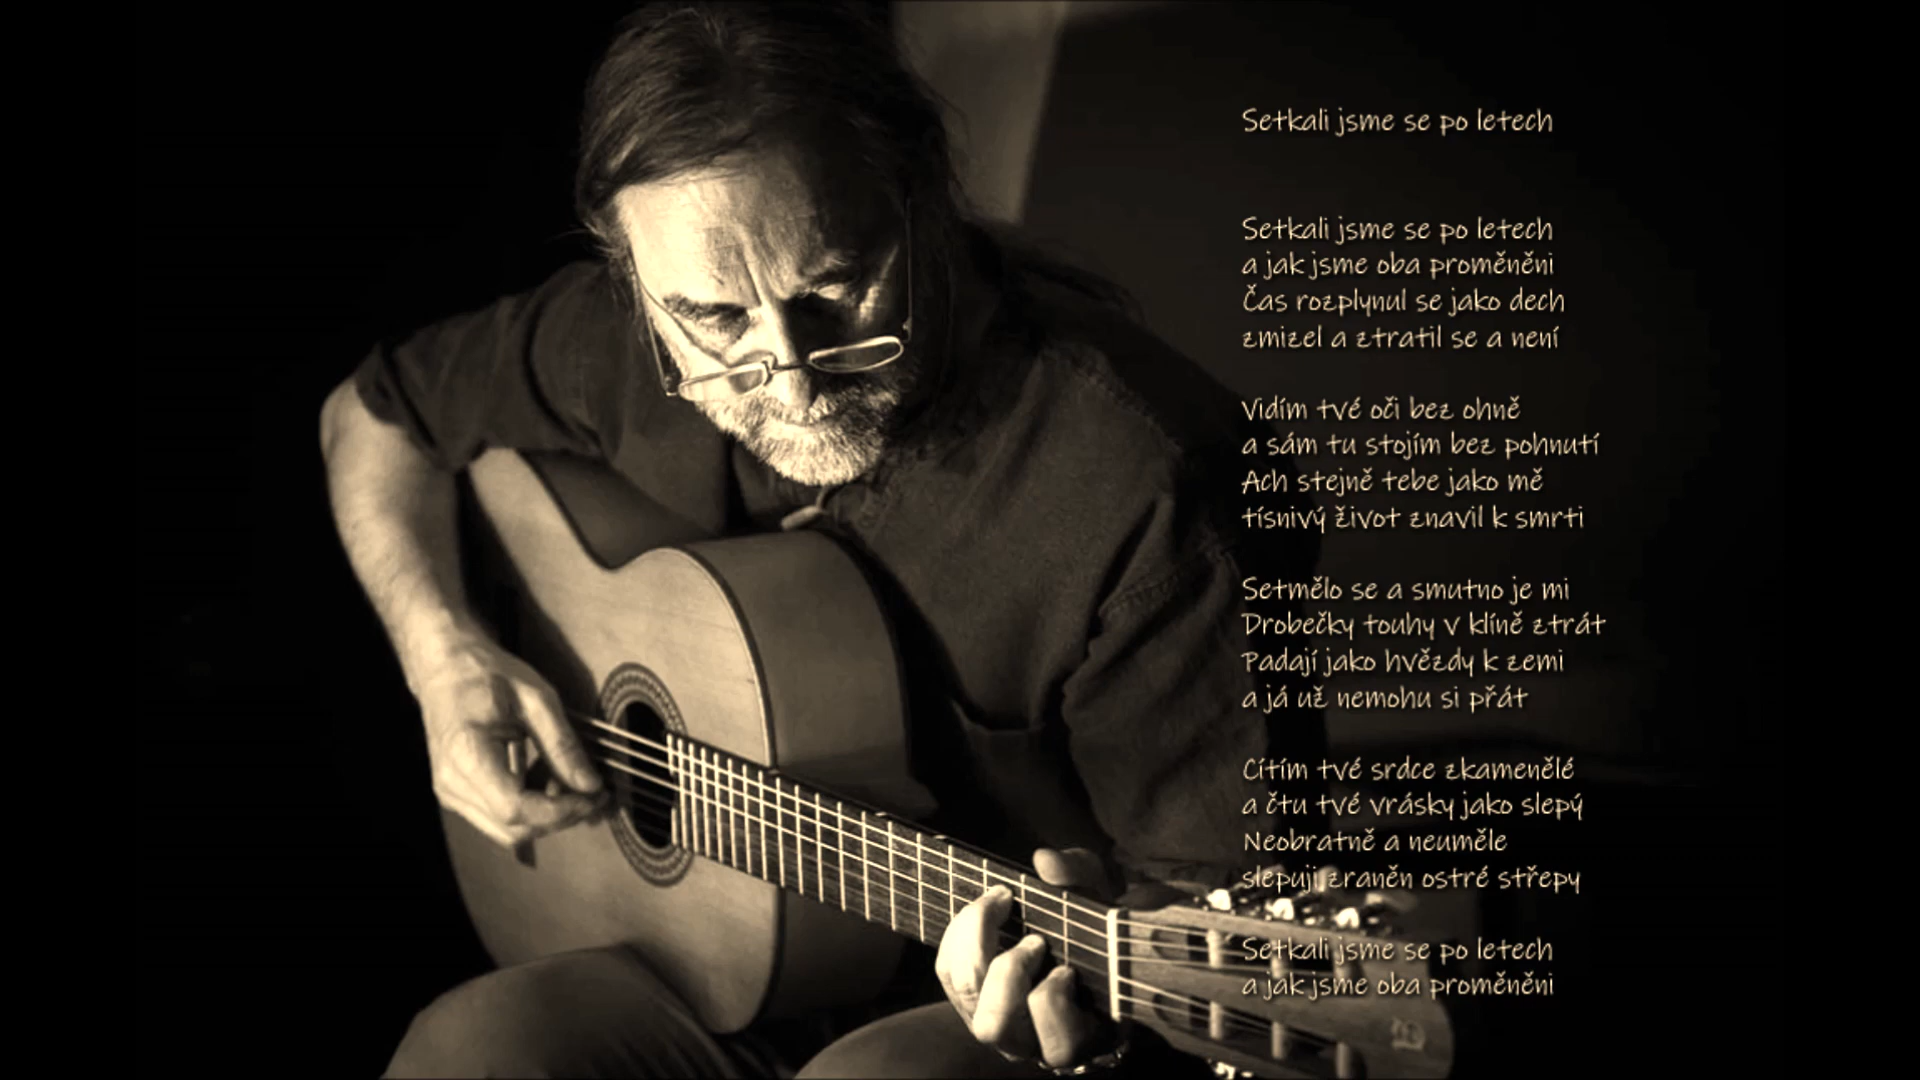 Setkali jsme se po letech
Setkali jsme se po letech
a jak jsme oba proměněni
Čas rozplynul se jako dech
zmizel a ztratil se a není
Vidím tvé oči bez ohně
a sám tu stojím bez pohnutí
Ach stejně tebe jako mě
tísnivý život znavil k smrti
Setmělo se a smutno je mi
Drobečky touhy v klíně ztrát
Padají jako hvězdy k zemi
a já už nemohu si přát
Cítím tvé srdce zkamenělé
a čtu tvé vrásky jako slepý
Neobratně a neuměle
slepuji zraněn ostré střepy
Setkali jsme se po letech
a jak jsme oba proměněni